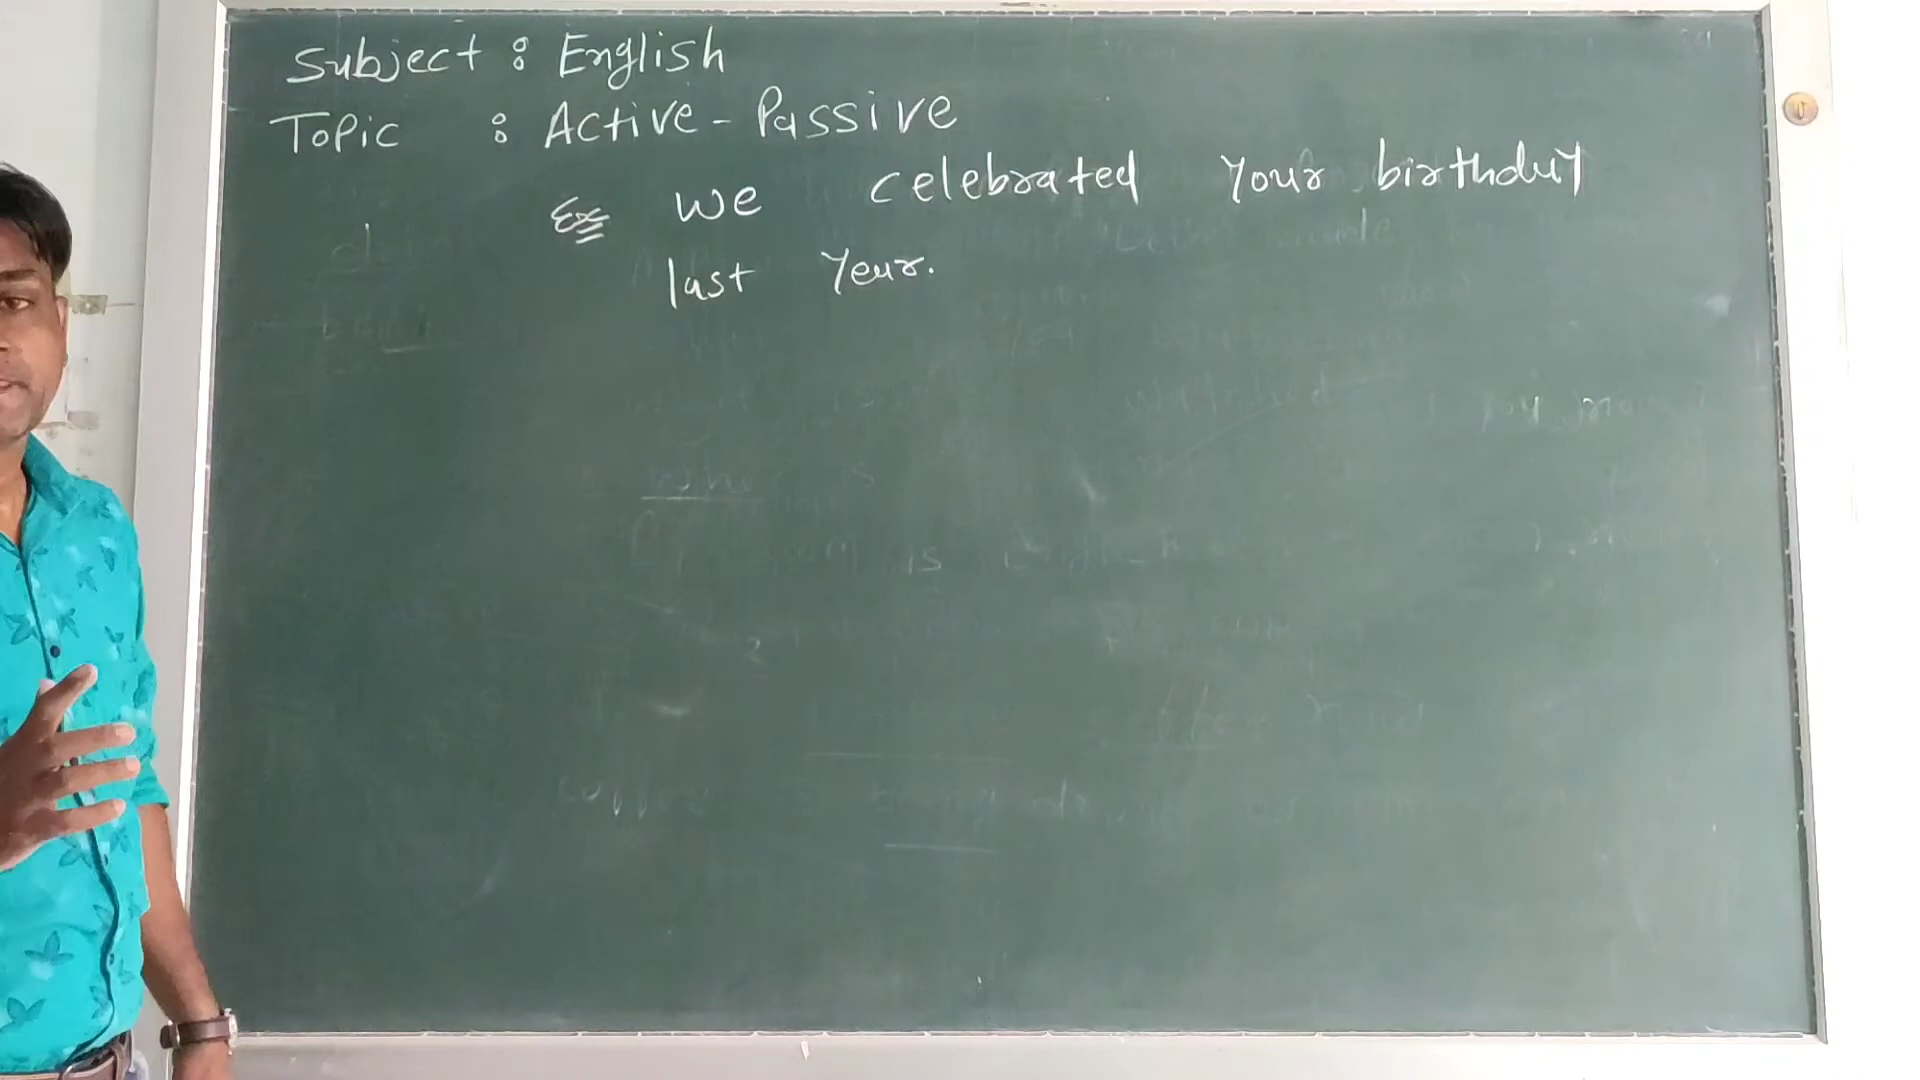 Subject : English
Topic : Active - Passive
Ex We celebrated Your birthday
last Year.